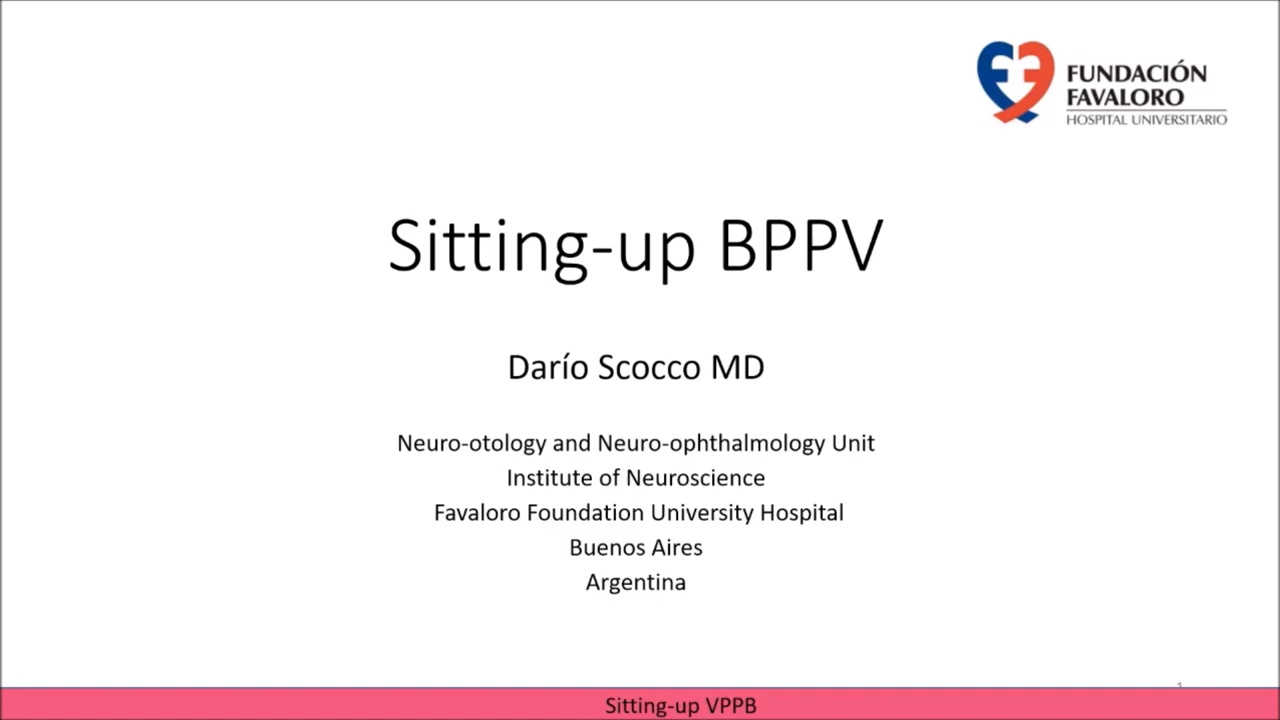 FUNDACIÓN
FAVALORO
HOSPITAL UNIVERSITARIO
Sitting-up BPPV
Darío Scocco MD
Neuro-otology and Neuro-ophthalmology Unit
Institute of Neuroscience
Favaloro Foundation University Hospital
Buenos Aires
Argentina
Sitting-up VPPB